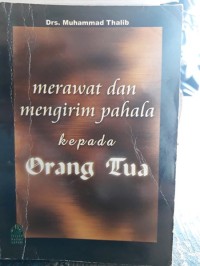 Drs. Muhammad Thalib
merawat dan
mengirim pahala
kepada
Orang Tua